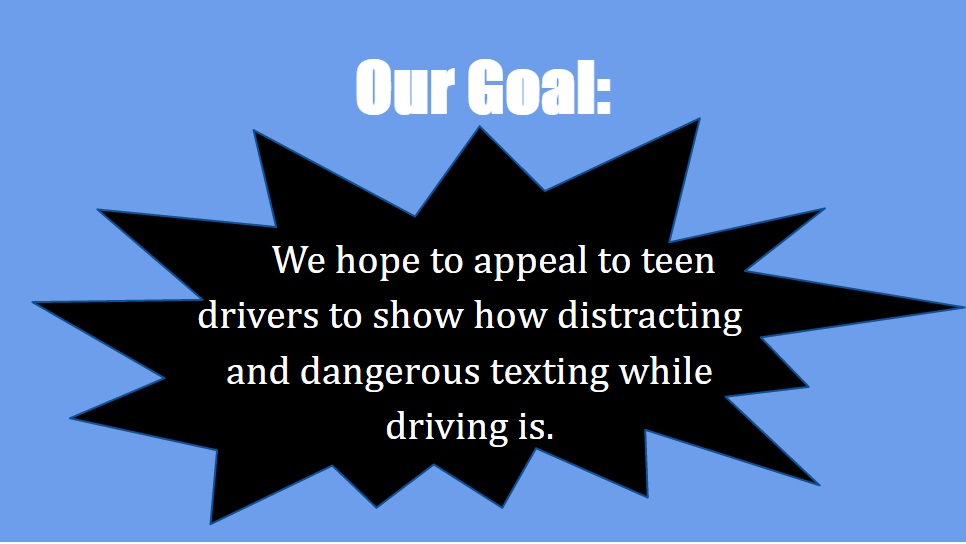 Our Goal:
We hope to appeal to teen
drivers to show how distracting
and dangerous texting while
driving is.